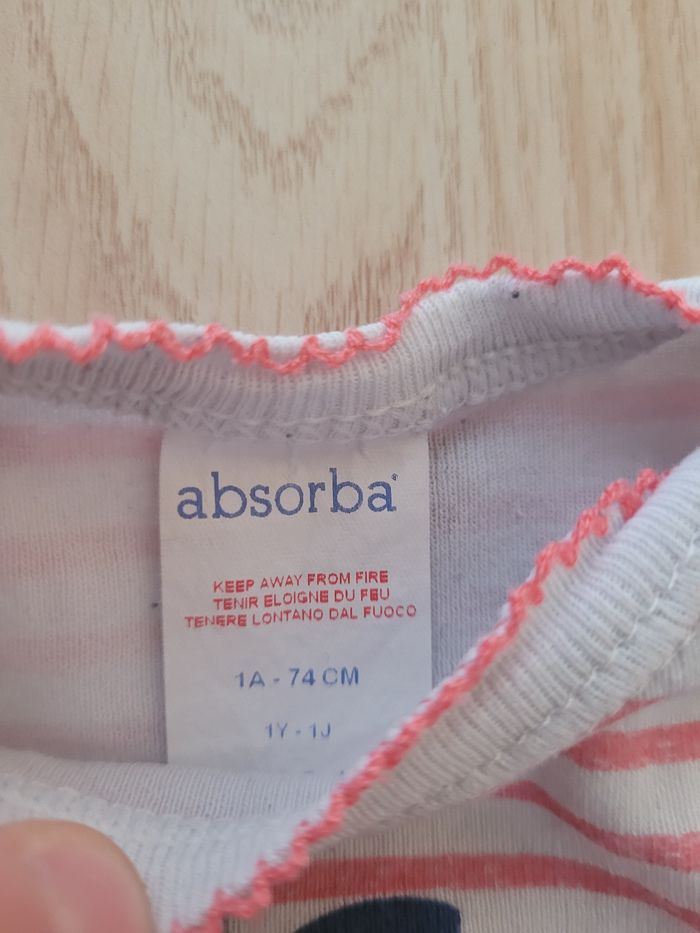 absorba
KEEP AWAY FROM FIRE
TENIR ELOIGNE DU FEU
TENERE LONTANO DAL FUOCO
1A - 74 CM
1Y - 1J